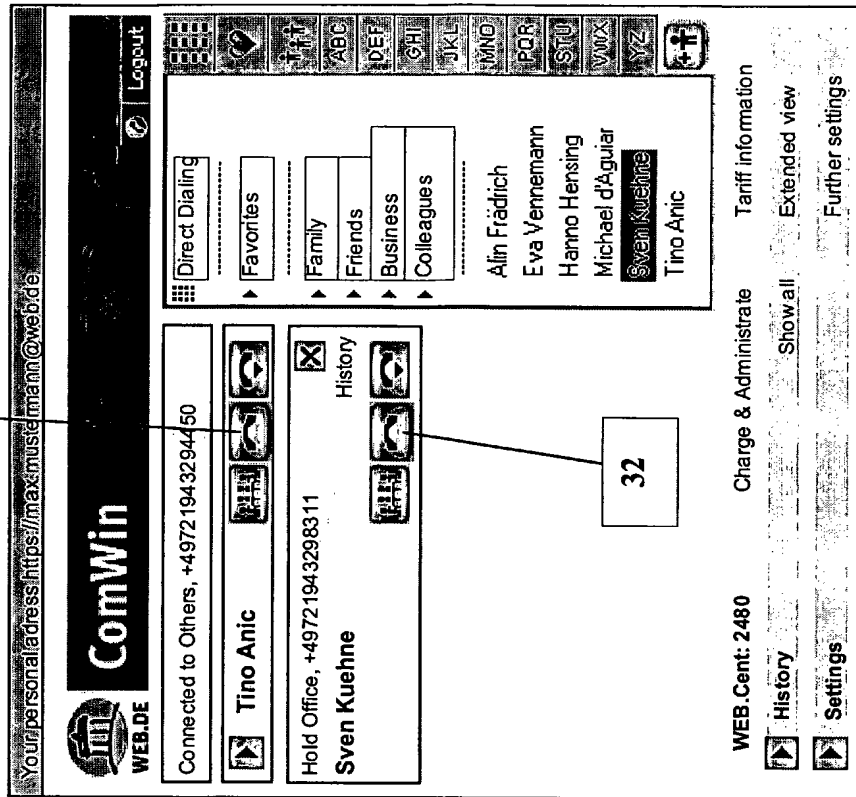 Your personal adress https://max.mustermann@web.de
WEB.DE
ComWin
Logout
Connected to Others, +49721943294450
Tino Anic
Hold Office, +49721943298311
Sven Kuehne
History
32
Direct Dialing
Favorites
Family
Friends
Business
Colleagues
Alin Frädrich
Eva Vennemann
Hanno Hensing
Michael d'Aguiar
Sven Kuehne
Tino Anic
ABC
DEF
GHI
JKL
MNO
PQR
STU
VWX
YZ
WEB.Cent: 2480
Charge & Administrate
Tariff information
History
Show all
Extended view
Settings
Further settings